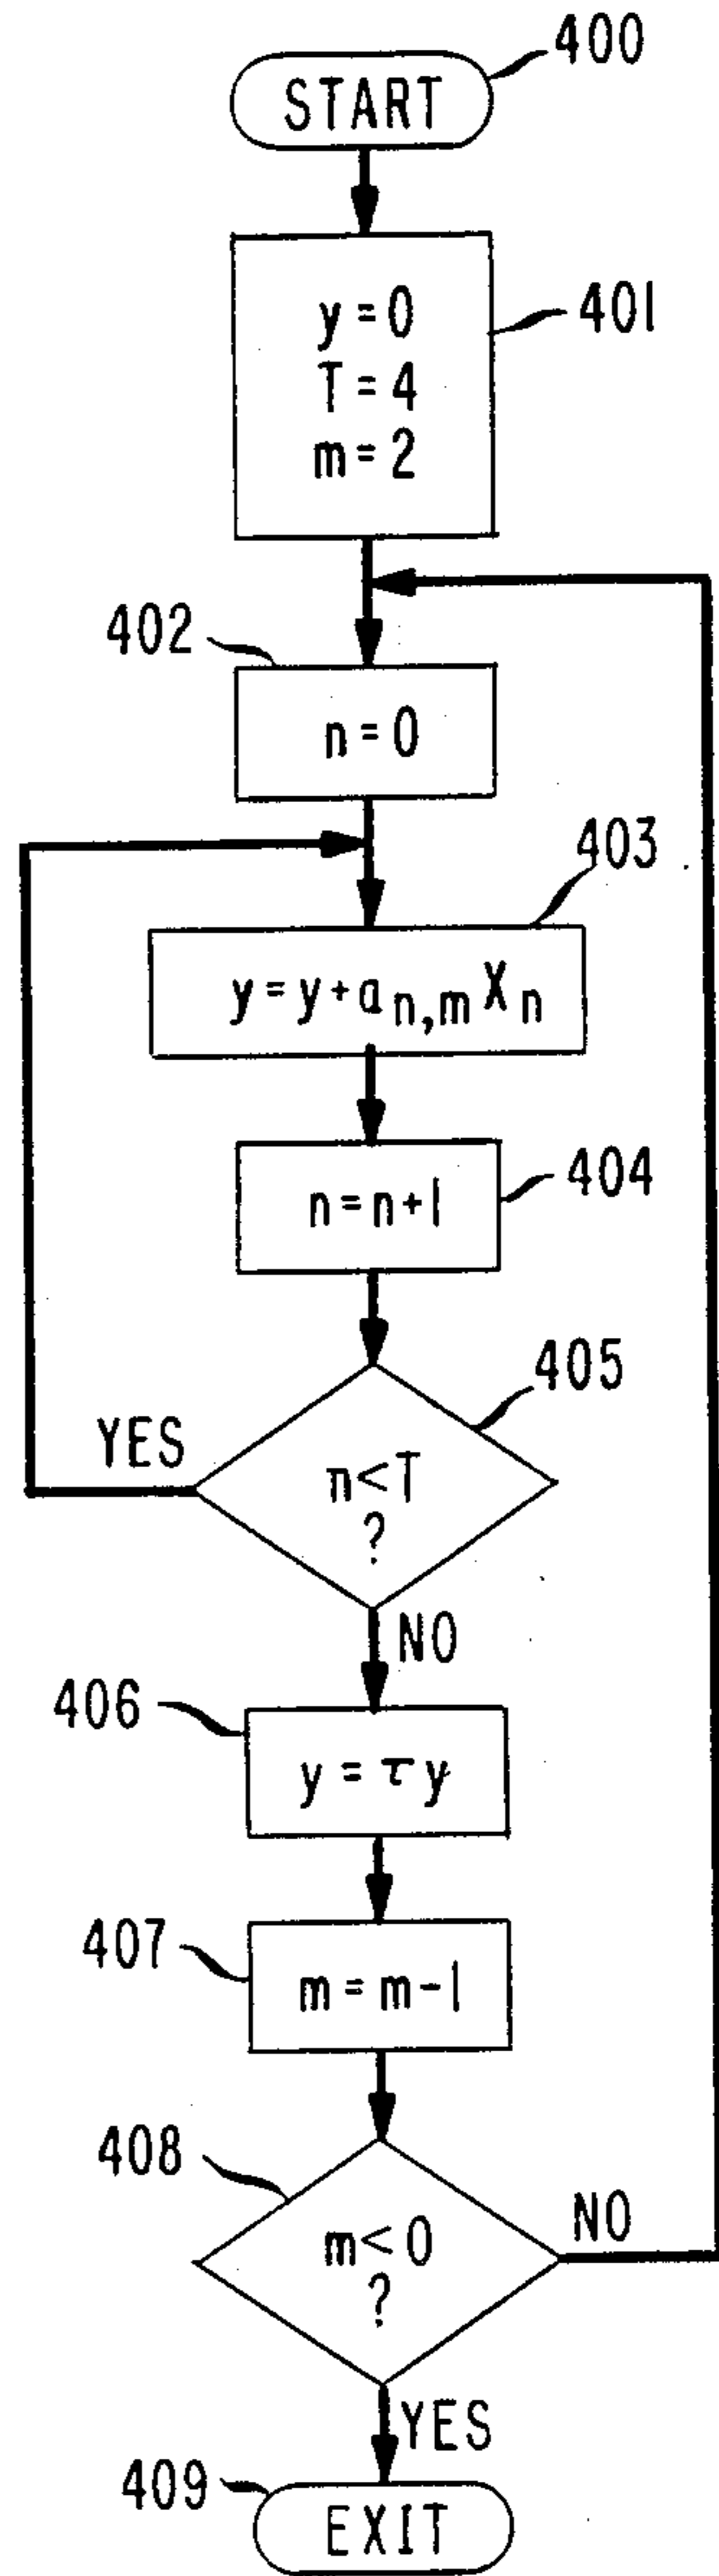 400
START
401
y=0
T=4
m=2
402
n=0
403
y=y+a n,m X n
404
n=n+1
405
YES
n<T
?
NO
406
y=τy
407
m=m-1
408
m<0
?
NO
YES
409
EXIT